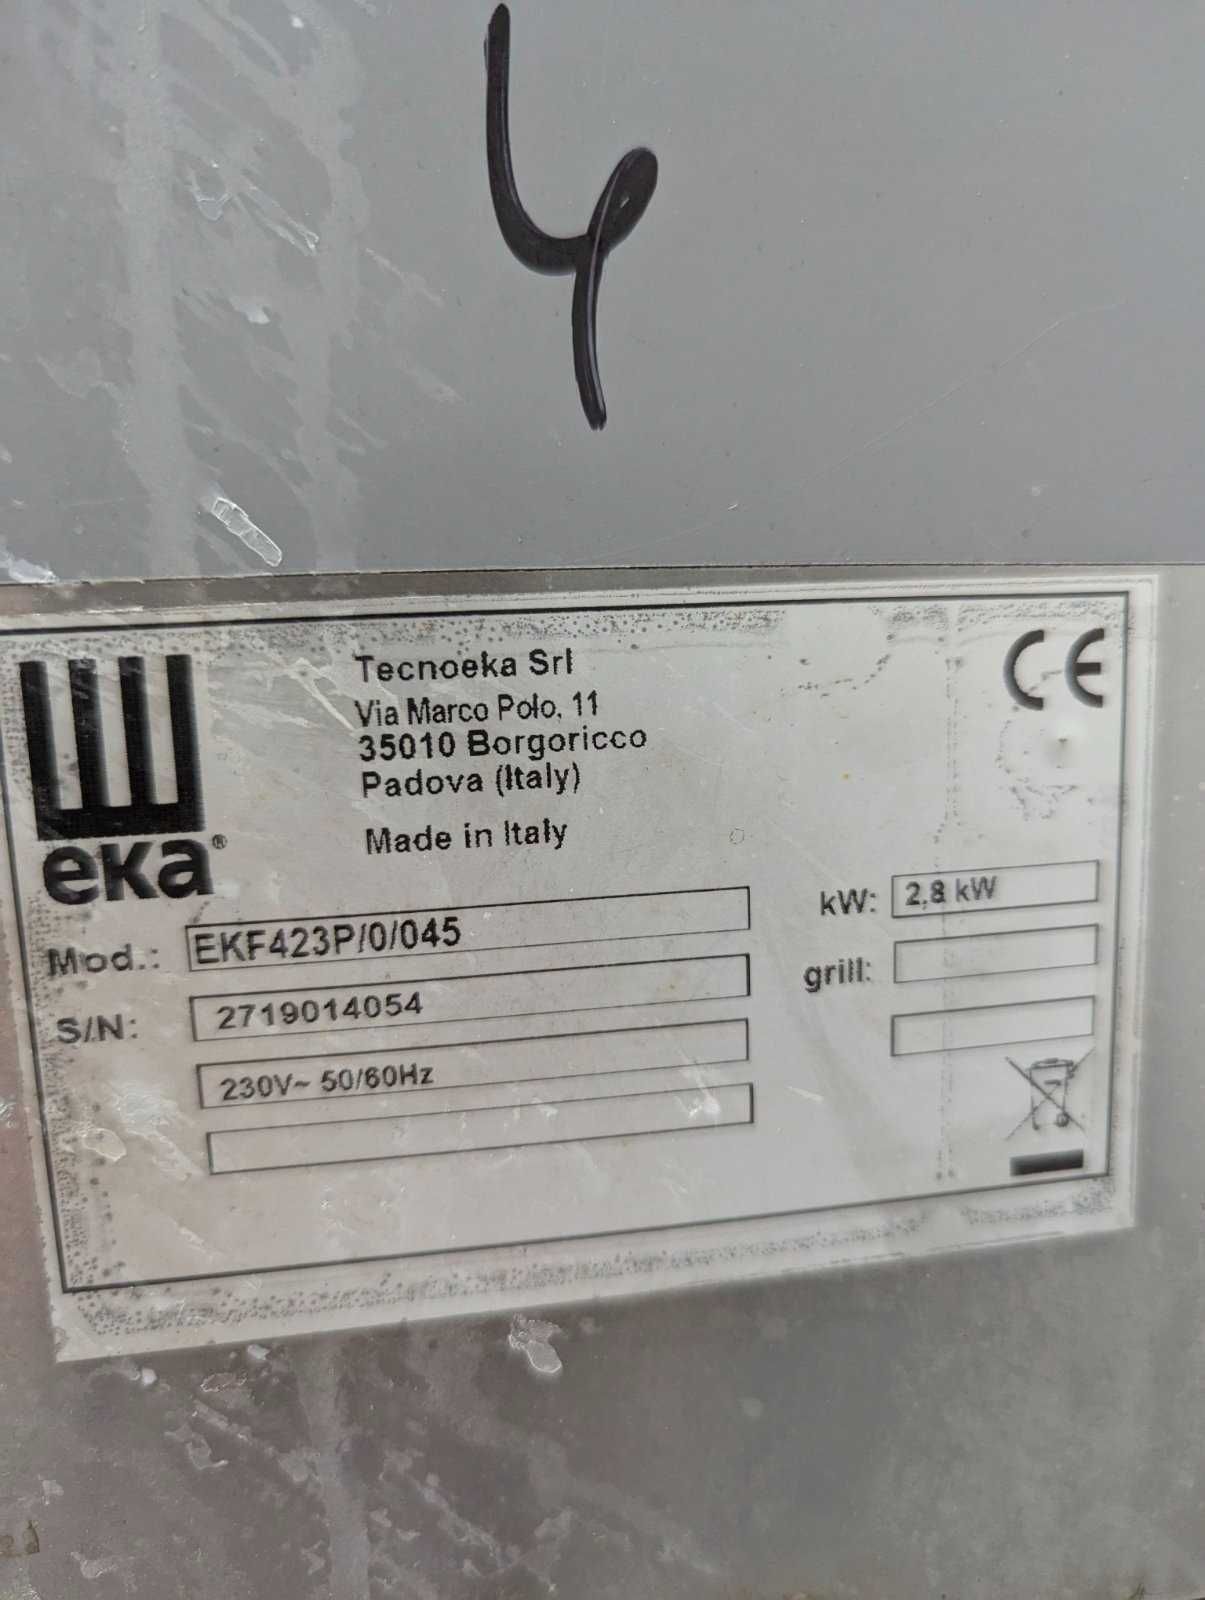 4
Tecnoeka Srl
Via Marco Polo, 11
35010 Borgoricco
Padova (Italy)
Made in Italy
CE
eka®
Mod.: EKF423P/0/045
S/N: 2719014054
230V~ 50/60Hz
kW: 2,8 kW
grill: